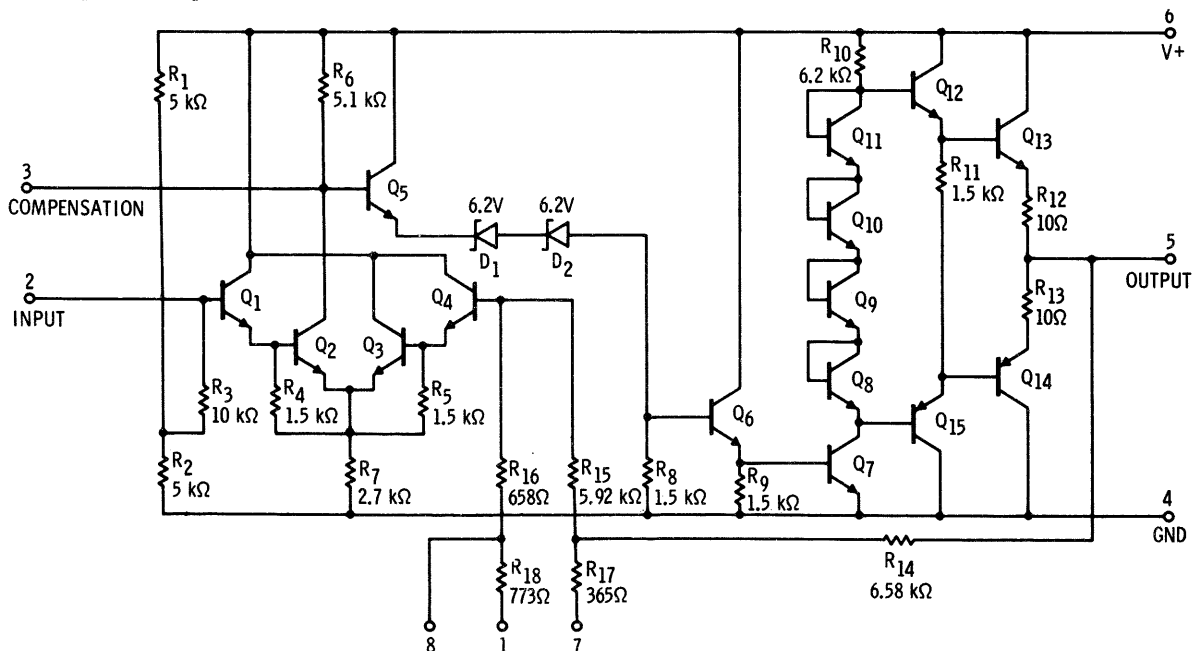 6
V+
R1
5 kΩ
R6
5.1 kΩ
R10
6.2 kΩ
Q12
Q11
Q13
3
COMPENSATION
Q5
R11
1.5 kΩ
R12
10Ω
6.2V
6.2V
D1
D2
Q10
5
OUTPUT
2
INPUT
Q1
Q4
Q9
R13
10Ω
Q2
Q3
R3
10 kΩ
R4
1.5 kΩ
R5
1.5 kΩ
Q8
Q14
Q6
Q15
R2
5 kΩ
R7
2.7 kΩ
R16
658Ω
R15
5.92 kΩ
R8
1.5 kΩ
R9
1.5 kΩ
Q7
4
GND
R18
773Ω
R17
365Ω
R14
6.58 kΩ
8
1
7